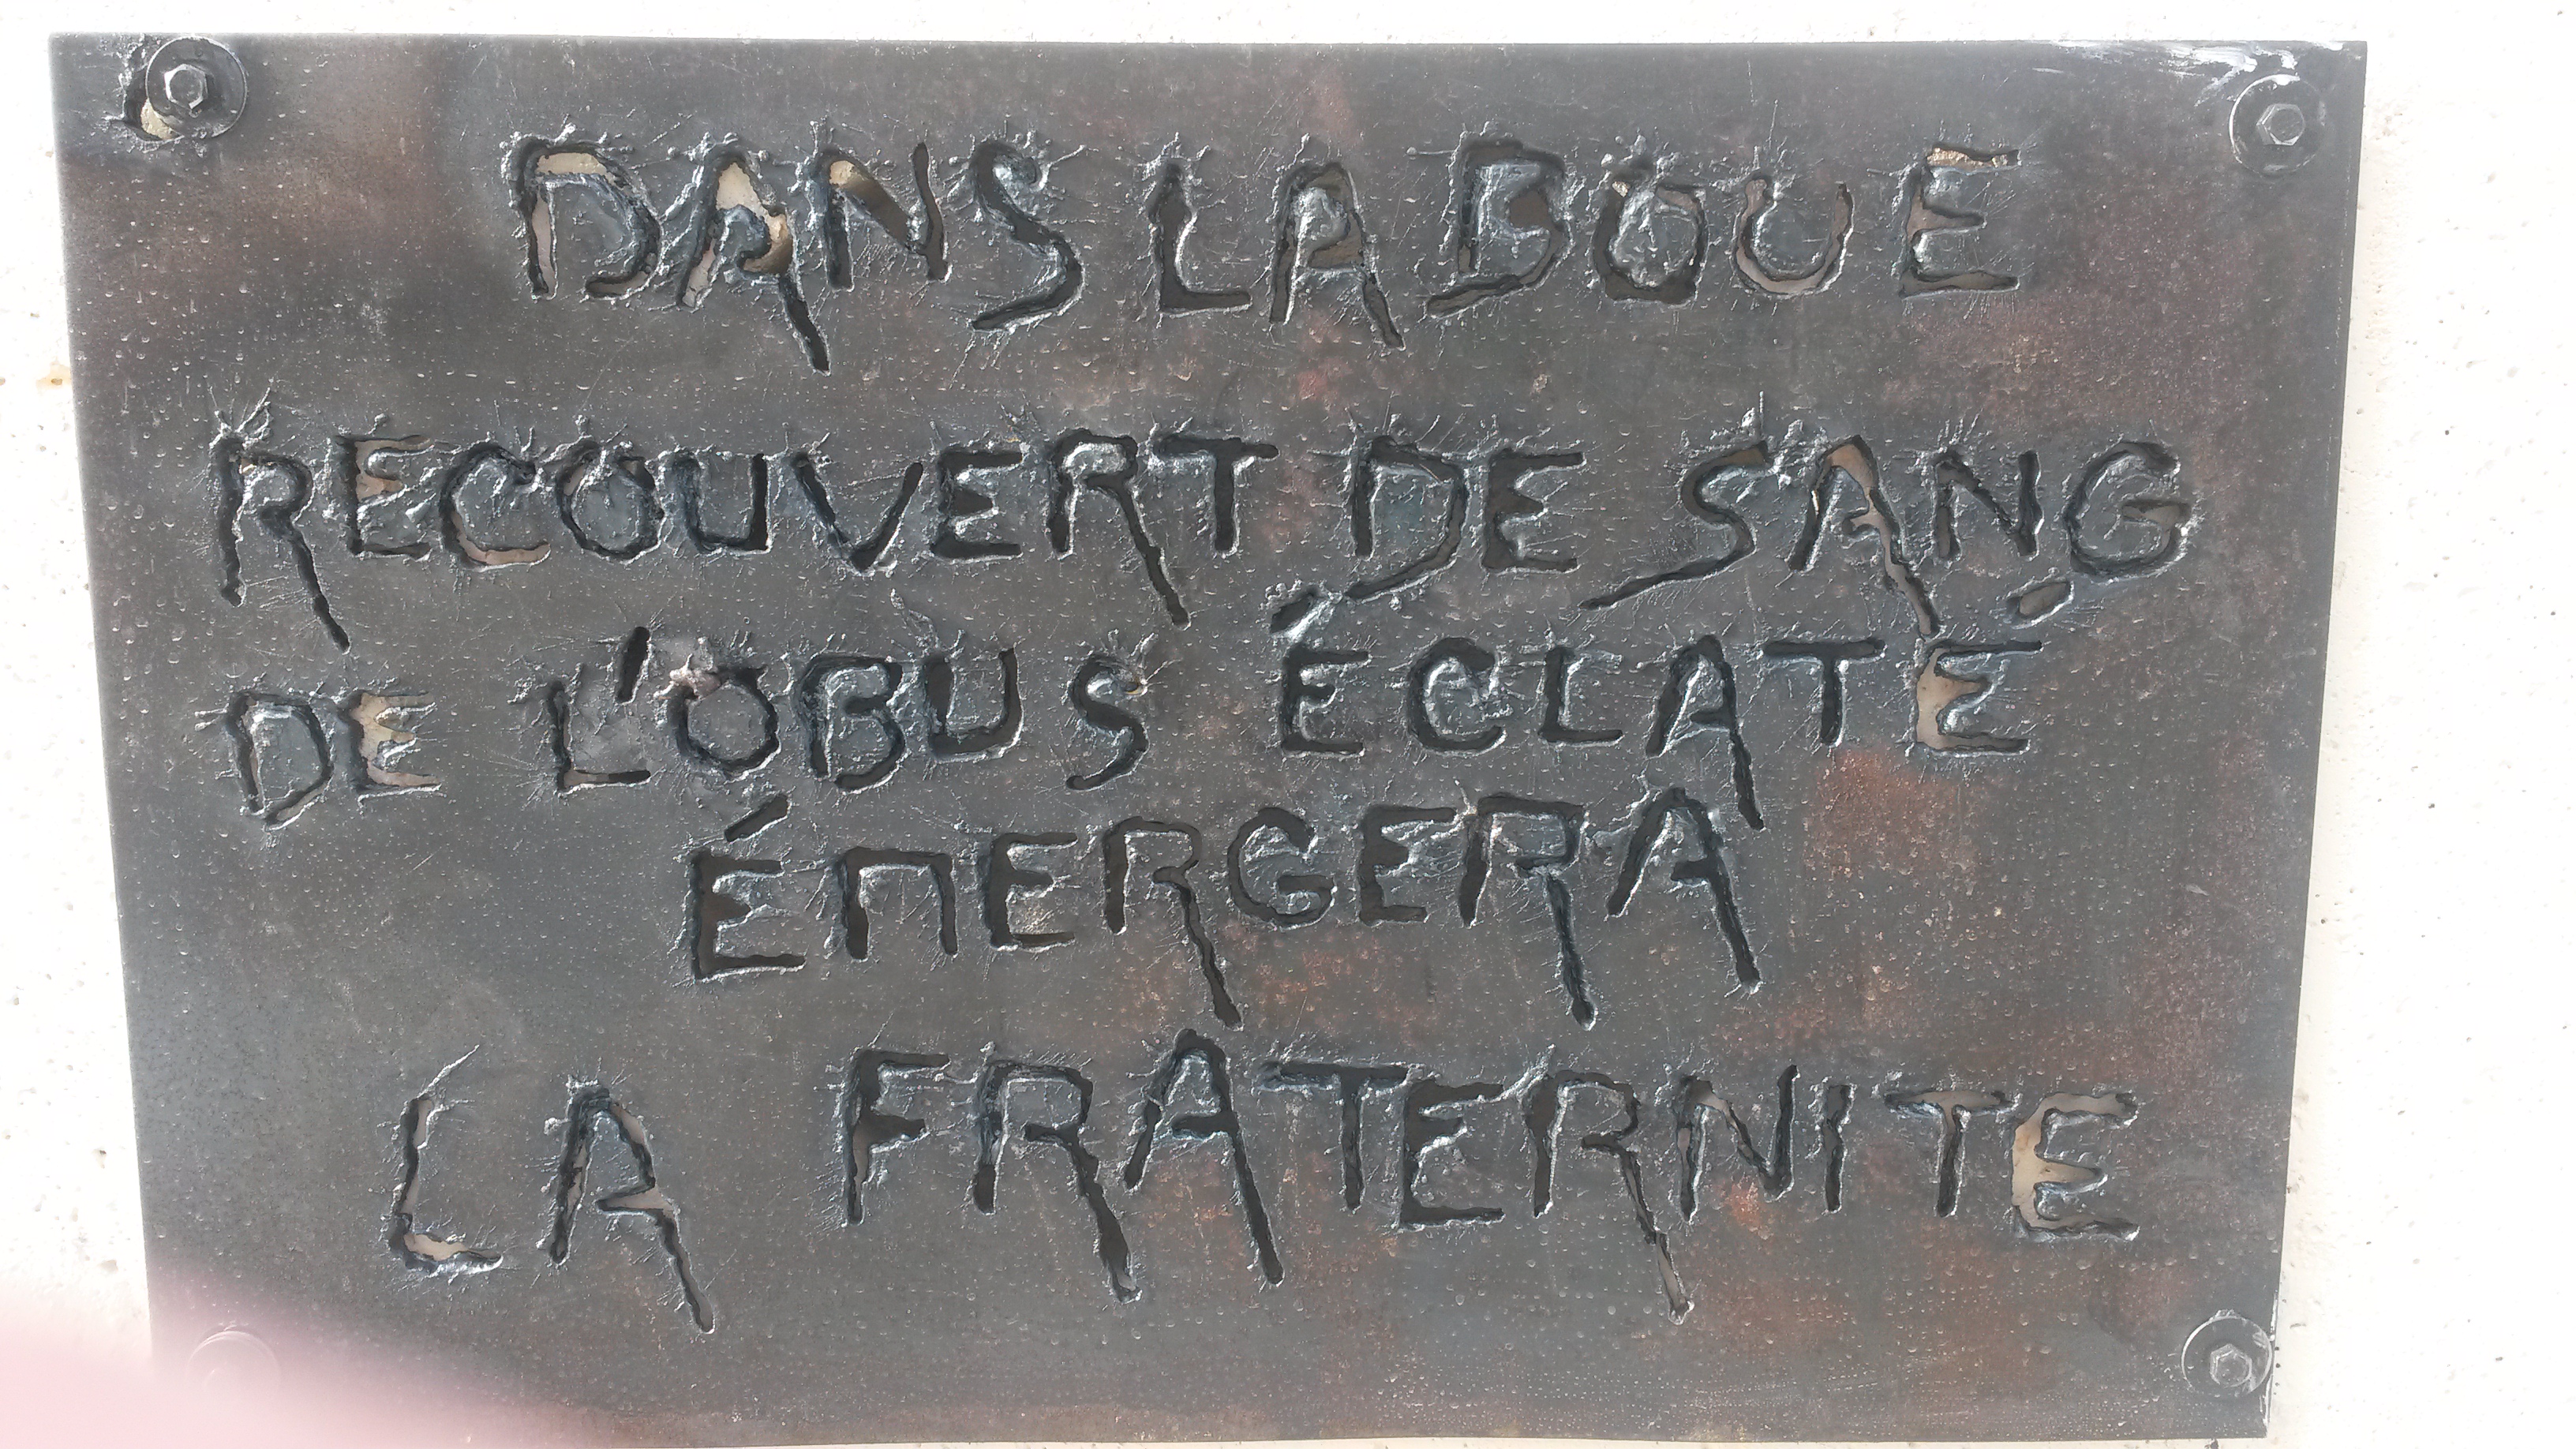 DANS LA BOUE
RECOUVERT DE SANG
DE L'OBUS ÉCLATÉ
ÉMERGERA
LA FRATERNITE